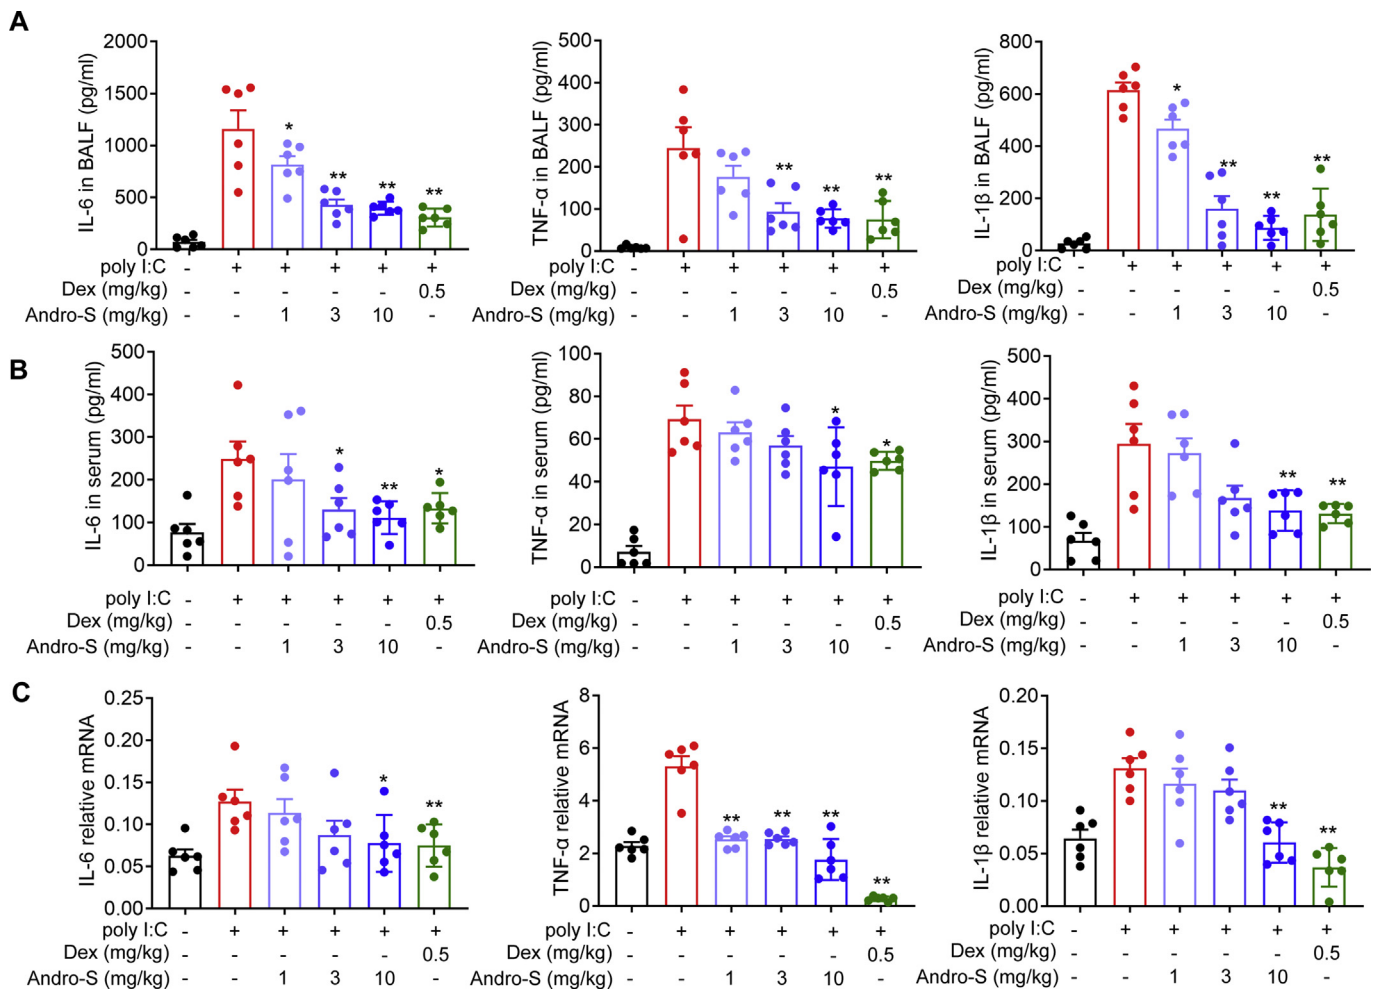 A
IL-6 in BALF (pg/ml)
2000
1500
1000
500
0
*
**
**
**
poly I:C - + + + + +
Dex (mg/kg) - - - - - 0.5
Andro-S (mg/kg) - - 1 3 10 -
TNF-α in BALF (pg/ml)
500
400
300
200
100
0
**
**
**
poly I:C - + + + + +
Dex (mg/kg) - - - - - 0.5
Andro-S (mg/kg) - - 1 3 10 -
IL-1β in BALF (pg/ml)
800
600
400
200
0
*
**
**
**
poly I:C - + + + + +
Dex (mg/kg) - - - - - 0.5
Andro-S (mg/kg) - - 1 3 10 -
B
IL-6 in serum (pg/ml)
500
400
300
200
100
0
*
**
*
poly I:C - + + + + +
Dex (mg/kg) - - - - - 0.5
Andro-S (mg/kg) - - 1 3 10 -
TNF-α in serum (pg/ml)
100
80
60
40
20
0
*
*
poly I:C - + + + + +
Dex (mg/kg) - - - - - 0.5
Andro-S (mg/kg) - - 1 3 10 -
IL-1β in serum (pg/ml)
500
400
300
200
100
0
**
**
poly I:C - + + + + +
Dex (mg/kg) - - - - - 0.5
Andro-S (mg/kg) - - 1 3 10 -
C
IL-6 relative mRNA
0.25
0.20
0.15
0.10
0.05
0.00
*
**
poly I:C - + + + + +
Dex (mg/kg) - - - - - 0.5
Andro-S (mg/kg) - - 1 3 10 -
TNF-α relative mRNA
8
6
4
2
0
**
**
**
**
poly I:C - + + + + +
Dex (mg/kg) - - - - - 0.5
Andro-S (mg/kg) - - 1 3 10 -
IL-1β relative mRNA
0.20
0.15
0.10
0.05
0.00
**
**
poly I:C - + + + + +
Dex (mg/kg) - - - - - 0.5
Andro-S (mg/kg) - - 1 3 10 -